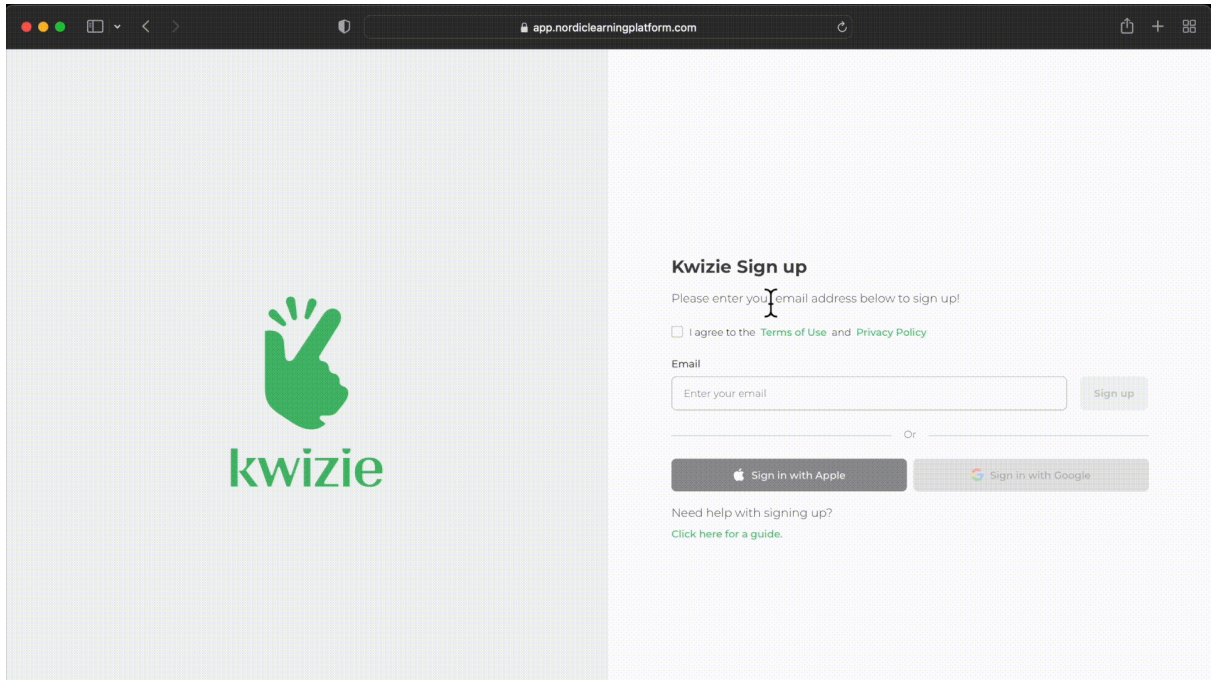 app.nordiclearningplatform.com
kwizie
Kwizie Sign up
Please enter you email address below to sign up!
I agree to the Terms of Use and Privacy Policy
Email
Enter your email
Sign up
Or
Sign in with Apple
Sign in with Google
Need help with signing up?
Click here for a guide.